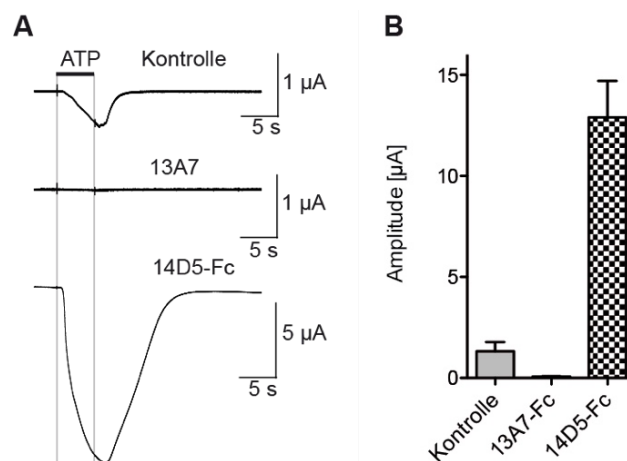 A
ATP
Kontrolle
1 µA
5 s
13A7
1 µA
5 s
14D5-Fc
5 µA
5 s
B
Amplitude [µA]
15
10
5
0
Kontrolle
13A7-Fc
14D5-Fc